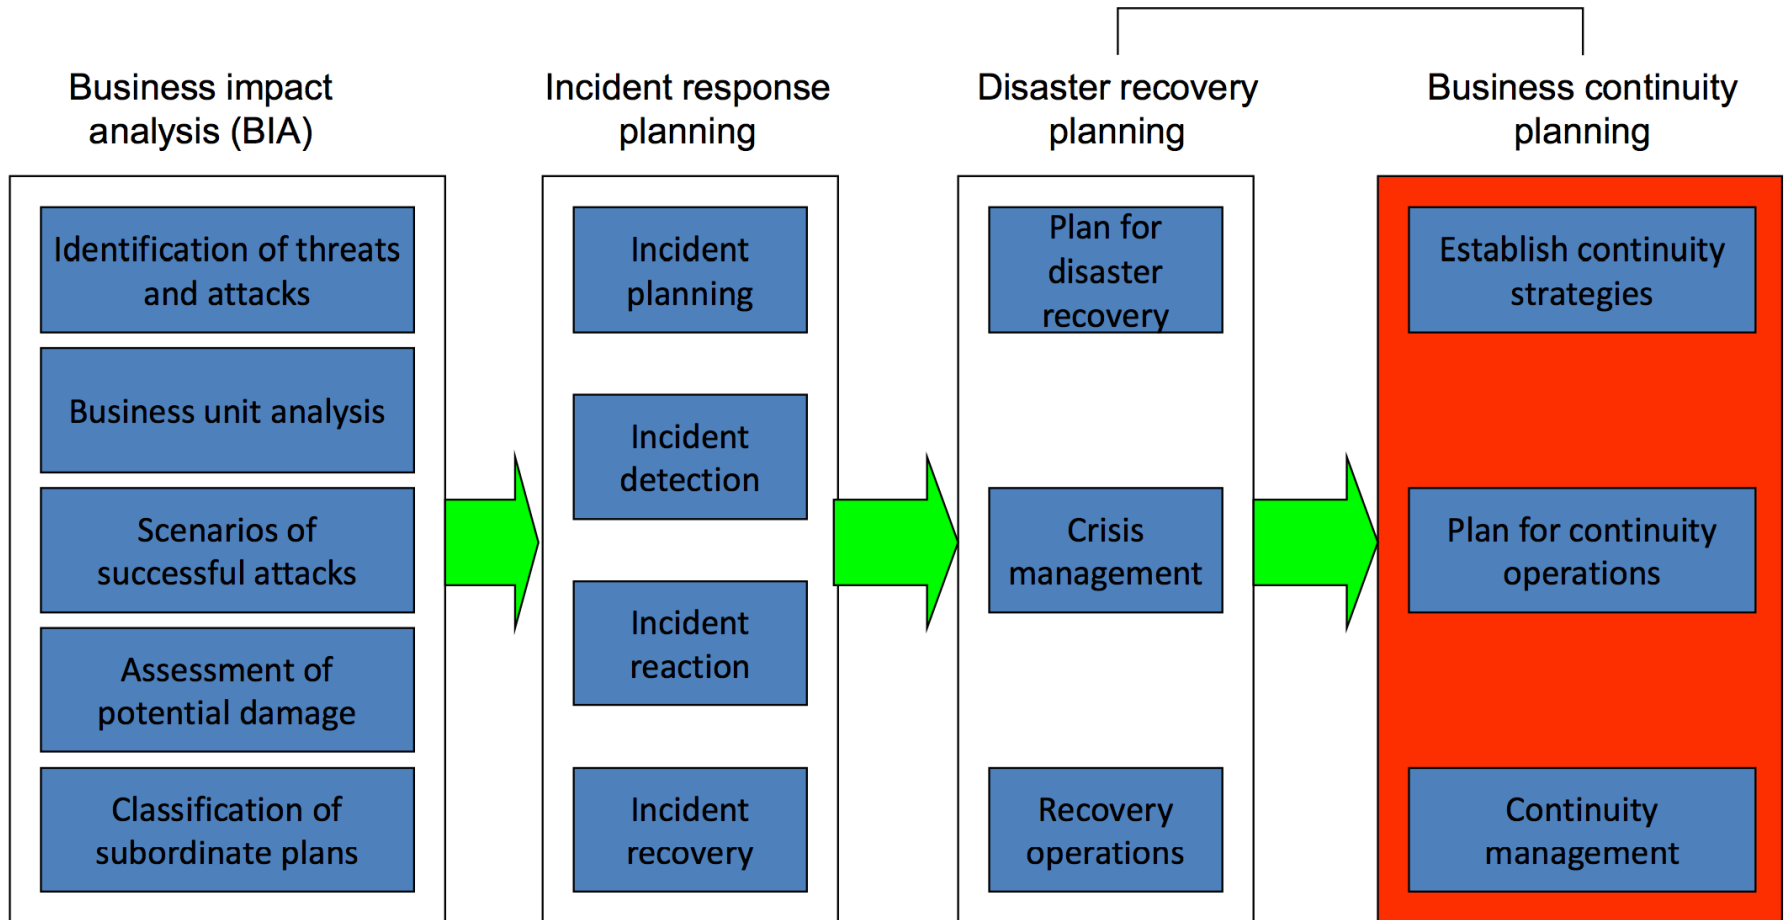 Business impact
analysis (BIA)
Identification of threats
and attacks
Business unit analysis
Scenarios of
successful attacks
Assessment of
potential damage
Classification of
subordinate plans
Incident response
planning
Incident
planning
Incident
detection
Incident
reaction
Incident
recovery
Disaster recovery
planning
Plan for
disaster
recovery
Crisis
management
Recovery
operations
Business continuity
planning
Establish continuity
strategies
Plan for continuity
operations
Continuity
management